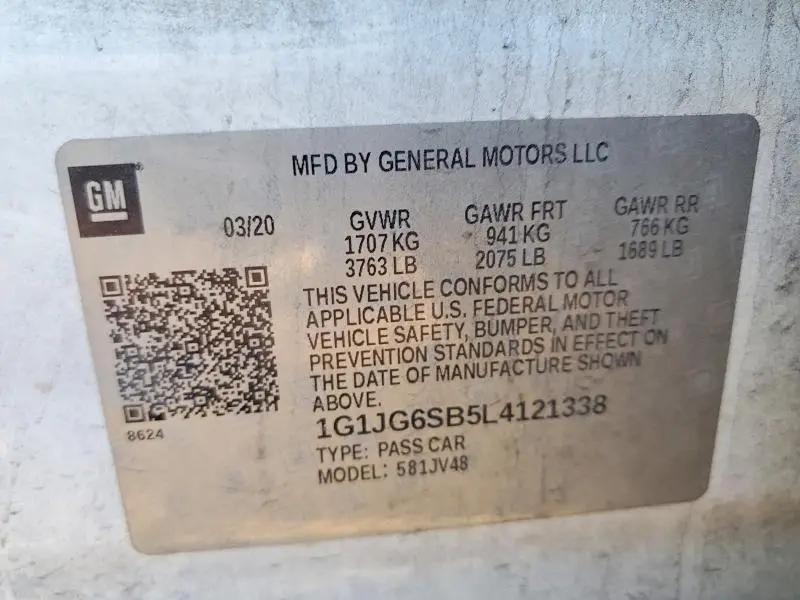 MFD BY GENERAL MOTORS LLC
GM
03/20
GVWR GAWR FRT GAWR RR
1707 KG 941 KG 766 KG
3763 LB 2075 LB 1689 LB
THIS VEHICLE CONFORMS TO ALL
APPLICABLE U.S. FEDERAL MOTOR
VEHICLE SAFETY, BUMPER, AND THEFT
PREVENTION STANDARDS IN EFFECT ON
THE DATE OF MANUFACTURE SHOWN
ABOVE.
1G1JG6SB5L4121338
TYPE: PASS CAR
MODEL: 581JV48
8624